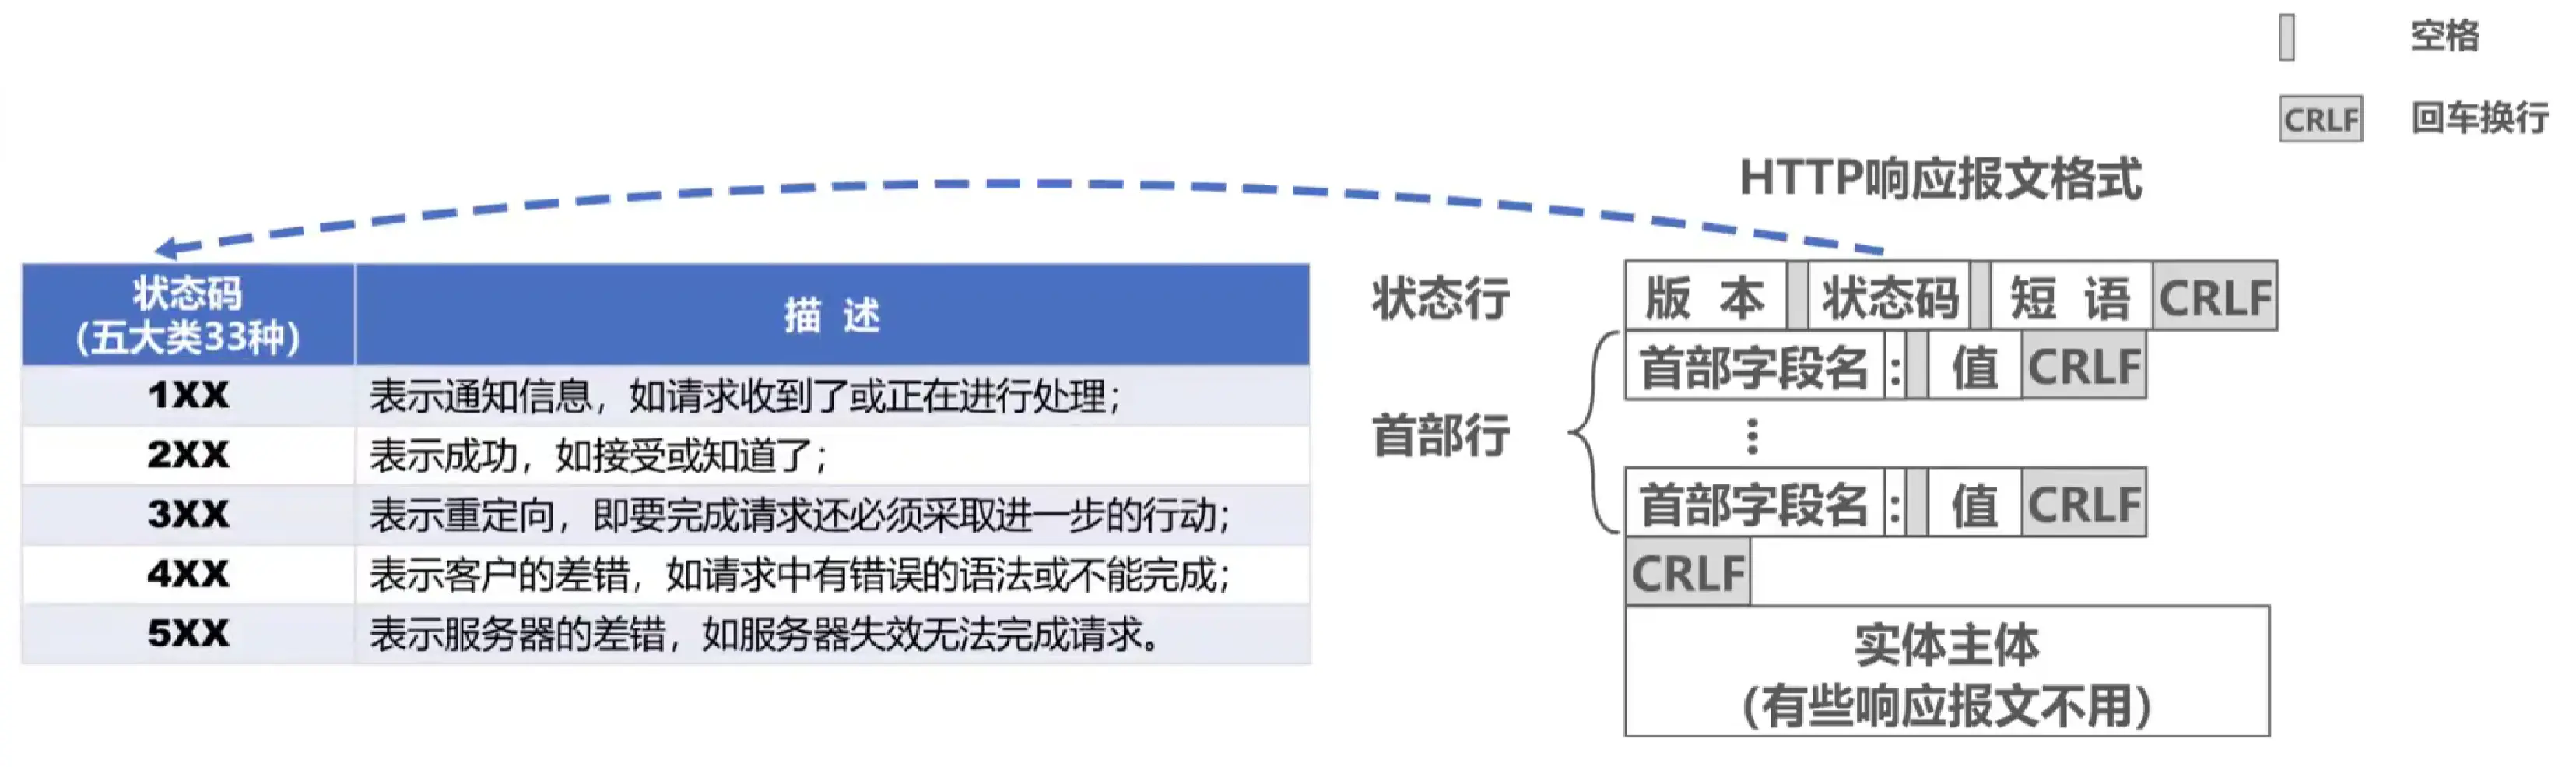 空格
CRLF 回车换行
HTTP响应报文格式
状态码
(五大类33种)
描 述
1XX 表示通知信息，如请求收到了或正在进行处理；
2XX 表示成功，如接受或知道了；
3XX 表示重定向，即要完成请求还必须采取进一步的行动；
4XX 表示客户的差错，如请求中有错误的语法或不能完成；
5XX 表示服务器的差错，如服务器失效无法完成请求。
状态行 版 本 状态码 短 语 CRLF
首部行
首部字段名 : 值 CRLF
⋮
首部字段名 : 值 CRLF
CRLF
实体主体
（有些响应报文不用）